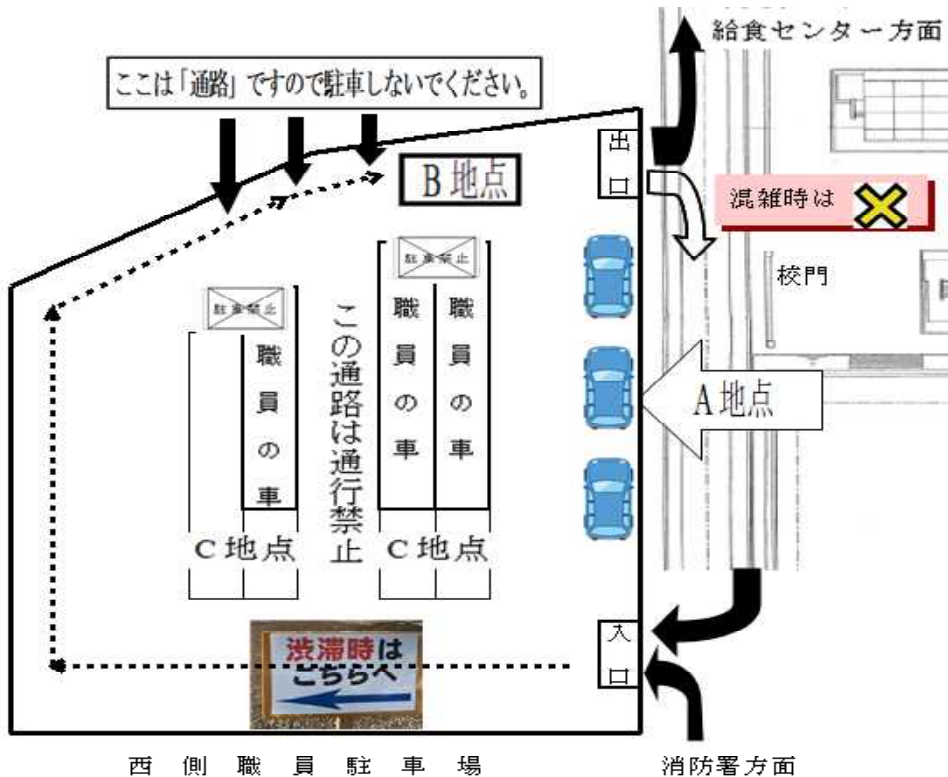 給食センター方面
ここは「通路」ですので駐車しないでください。
出口
B地点
混雑時は
校門
駐車禁止
駐車禁止
職員の車
職員の車
職員の車
この通路は通行禁止
A地点
C地点
C地点
入口
渋滞時は
こちらへ
西側職員駐車場
消防署方面